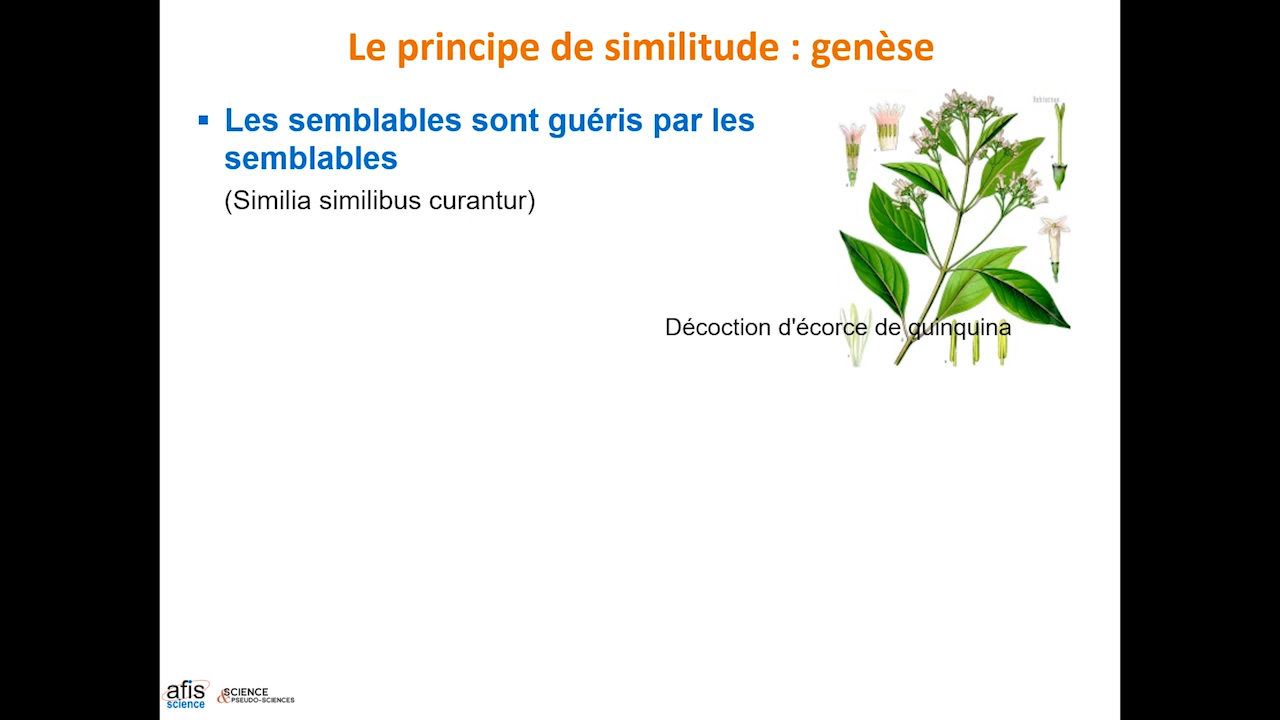 Le principe de similitude : genèse
▪ Les semblables sont guéris par les
semblables
(Similia similibus curantur)
Décoction d'écorce de quinquina
afis
science
&SCIENCE
PSEUDO-SCIENCES